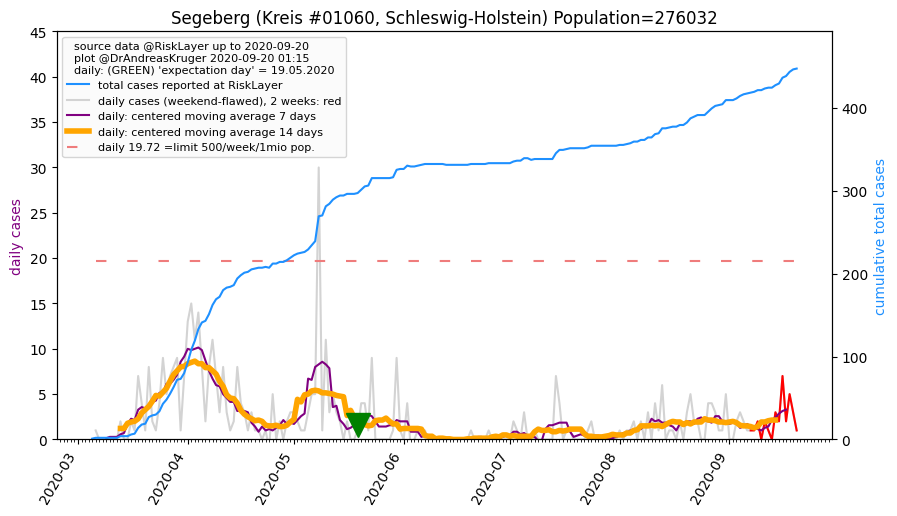 Segeberg (Kreis #01060, Schleswig-Holstein) Population=276032
source data @RiskLayer up to 2020-09-20
plot @DrAndreasKruger 2020-09-20 01:15
daily: (GREEN) 'expectation day' = 19.05.2020
total cases reported at RiskLayer
daily cases (weekend-flawed), 2 weeks: red
daily: centered moving average 7 days
daily: centered moving average 14 days
daily 19.72 =limit 500/week/1mio pop.
daily cases
45
40
35
30
25
20
15
10
5
0
cumulative total cases
400
300
200
100
0
2020-03
2020-04
2020-05
2020-06
2020-07
2020-08
2020-09